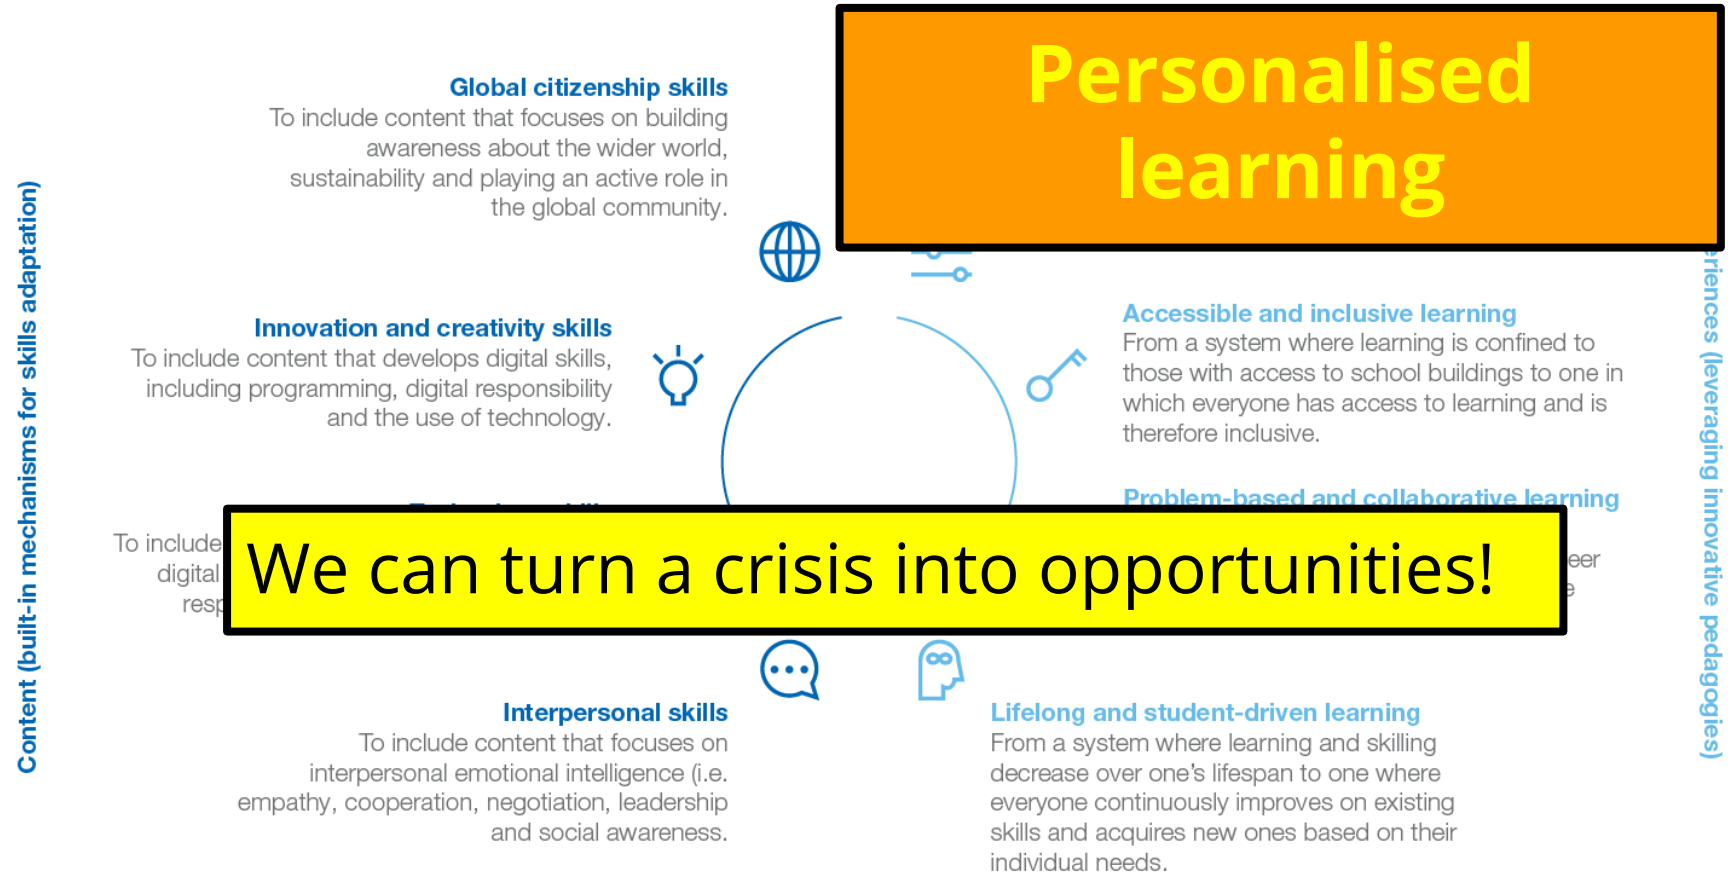 Personalised
learning
Global citizenship skills
To include content that focuses on building
awareness about the wider world,
sustainability and playing an active role in
the global community.
Innovation and creativity skills
To include content that develops digital skills,
including programming, digital responsibility
and the use of technology.
To include
digital
We can turn a crisis into opportunities!
Interpersonal skills
To include content that focuses on
interpersonal emotional intelligence (i.e.
empathy, cooperation, negotiation, leadership
and social awareness.
Accessible and inclusive learning
From a system where learning is confined to
those with access to school buildings to one in
which everyone has access to learning and is
therefore inclusive.
Problem-based and collaborative learning
Lifelong and student-driven learning
From a system where learning and skilling
decrease over one's lifespan to one where
everyone continuously improves on existing
skills and acquires new ones based on their
individual needs.
Content (built-in mechanisms for skills adaptation)
(leveraging innovative pedagogies)